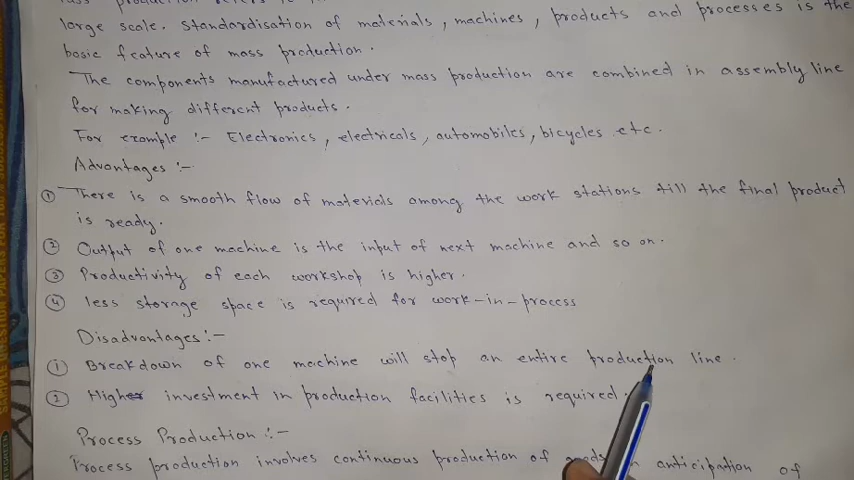 large scale. Standardisation of materials, machines, products and processes is the
basic feature of mass production.
The components manufactured under mass production are combined in assembly line
for making different products.
For example :- Electronics, electricals, automobiles, bicycles etc.
Advantages :-
① There is a smooth flow of materials among the work stations till the final product
is ready.
② Output of one machine is the input of next machine and so on.
③ Productivity of each workshop is higher.
④ less storage space is required for work-in-process
Disadvantages :-
① Breakdown of one machine will stop an entire production line.
② Higher investment in production facilities is required.
Process Production :-
Process production involves continuous production of goods in anticipation of